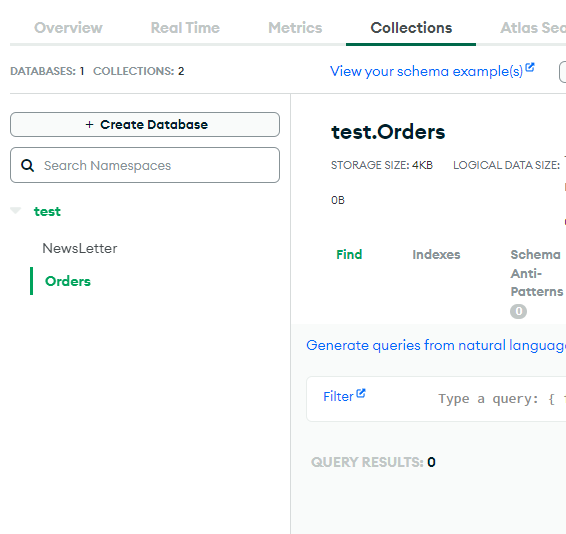 Overview Real Time Metrics Collections Atlas Sea
DATABASES: 1 COLLECTIONS: 2 View your schema example(s)
+ Create Database
Search Namespaces
test
NewsLetter
Orders
test.Orders
STORAGE SIZE: 4KB LOGICAL DATA SIZE:
0B
Find Indexes Schema
Anti-
Patterns
0
Generate queries from natural language
Filter Type a query: {
QUERY RESULTS: 0